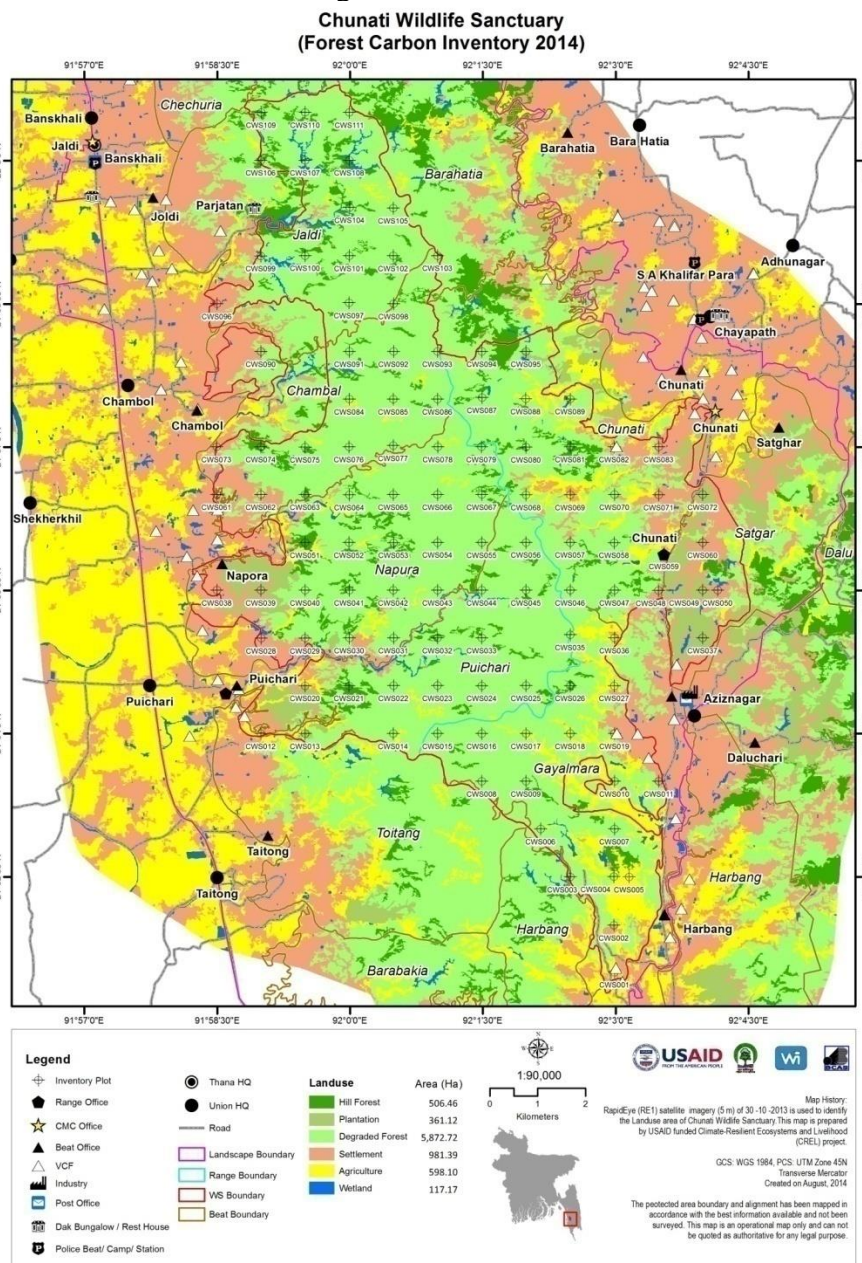 Chunati Wildlife Sanctuary
(Forest Carbon Inventory 2014)
91°57'0"E 91°58'30"E 92°0'0"E 92°1'30"E 92°3'0"E 92°4'30"E
Chechuria
Banskhali
Bara Hatia
CWS109 CWS110 CWS111
Barahatia
Jaldi
Banskhali
CWS106 CWS107 CWS108
Barahatia
Joldi
Parjatan
CWS104 CWS105
Jaldi
Adhunagar
CWS099 CWS100 CWS101 CWS102 CWS103
S A Khalifar Para
CWS096 CWS097 CWS098
Chayapath
CWS090 CWS091 CWS092 CWS093 CWS094 CWS095
Chunati
Chambol
Chambal
CWS084 CWS085 CWS086 CWS087 CWS088 CWS089
Chambol
Chunati
Chunati
Satghar
CWS073 CWS074 CWS075 CWS076 CWS077 CWS078 CWS079 CWS080 CWS081 CWS082 CWS083
Shekherkhil
CWS061 CWS062 CWS063 CWS064 CWS065 CWS066 CWS067 CWS068 CWS069 CWS070 CWS071 CWS072
Satgar
Chunati
CWS051 CWS052 CWS053 CWS054 CWS055 CWS056 CWS057 CWS058 CWS059 CWS060
Dalu
Napora
Napura
CWS038 CWS039 CWS040 CWS041 CWS042 CWS043 CWS044 CWS045 CWS046 CWS047 CWS048 CWS049 CWS050
CWS028 CWS029 CWS030 CWS031 CWS032 CWS033 CWS035 CWS036 CWS037
Puichari
Puichari
Puichari
CWS020 CWS021 CWS022 CWS023 CWS024 CWS025 CWS026 CWS027
Aziznagar
CWS012 CWS013 CWS014 CWS015 CWS016 CWS017 CWS018 CWS019
Daluchari
Gayalmara
CWS008 CWS009 CWS010 CWS011
Toitang
CWS006 CWS007
Taitong
Taitong
CWS003 CWS004 CWS005
Harbang
Harbang
Harbang
CWS002
Barabakia
CWS001
91°57'0"E 91°58'30"E 92°0'0"E 92°1'30"E 92°3'0"E 92°4'30"E
Legend
Inventory Plot
Range Office
CMC Office
Beat Office
VCF
Industry
Post Office
Dak Bungalow / Rest House
Police Beat/ Camp/ Station
Thana HQ
Union HQ
Road
Landscape Boundary
Range Boundary
WS Boundary
Beat Boundary
Landuse Area (Ha)
Hill Forest 506.46
Plantation 361.12
Degraded Forest 5,872.72
Settlement 981.39
Agriculture 598.10
Wetland 117.17
N
W E
S
1:90,000
0 1 2
Kilometers
USAID
FROM THE AMERICAN PEOPLE
BCAS
Map History:
RapidEye (RE1) satellite imagery (5 m) of 30 -10 -2013 is used to identify
the Landuse area of Chunati Wildlife Sanctuary.This map is prepared
by USAID funded Climate-Resilient Ecosystems and Livelihood
(CREL) project.
GCS: WGS 1984, PCS: UTM Zone 45N
Transverse Mercator
Created on August, 2014
The peotected area boundary and alignment has been mapped in
accordance with the best information available and not been
surveyed. This map is an operational map only and can not
be quoted as authoritative for any legal purpose.